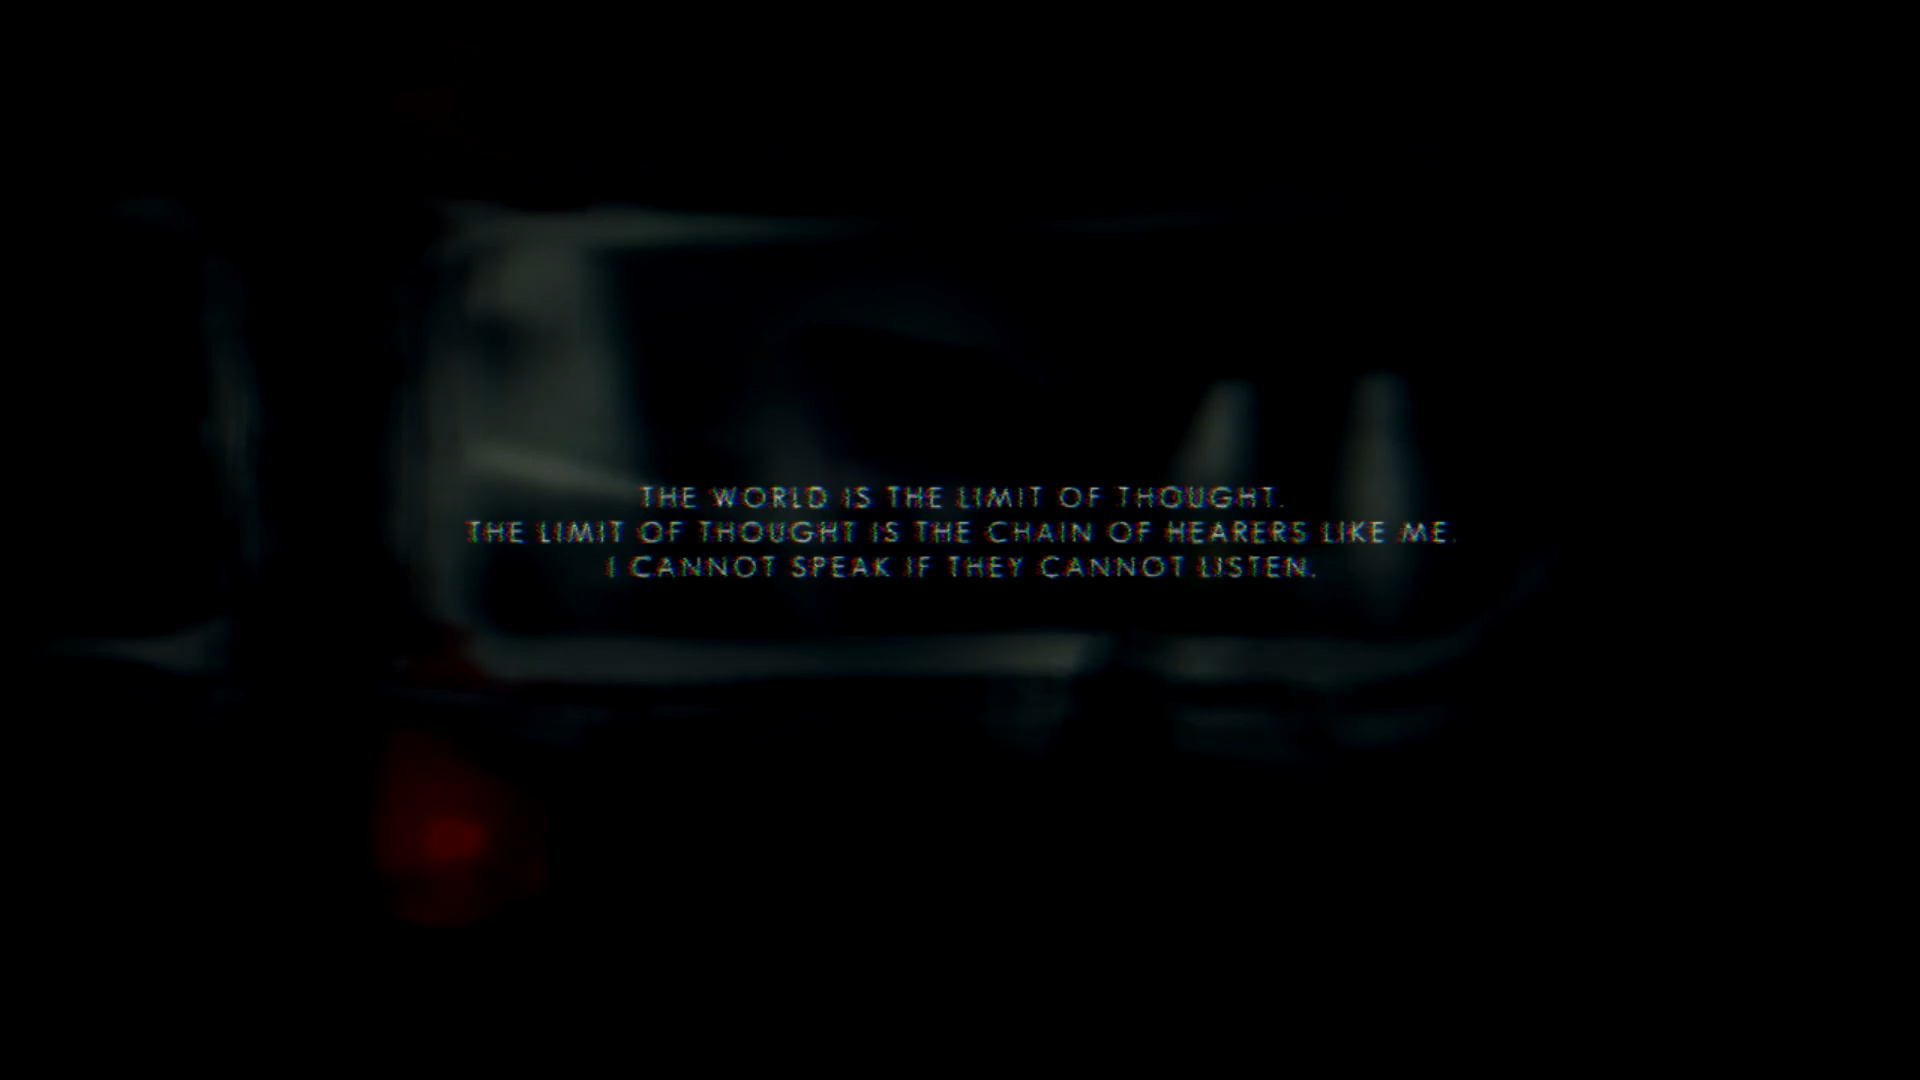 THE WORLD IS THE LIMIT OF THOUGHT.
THE LIMIT OF THOUGHT IS THE CHAIN OF HEARERS LIKE ME.
I CANNOT SPEAK IF THEY CANNOT LISTEN.